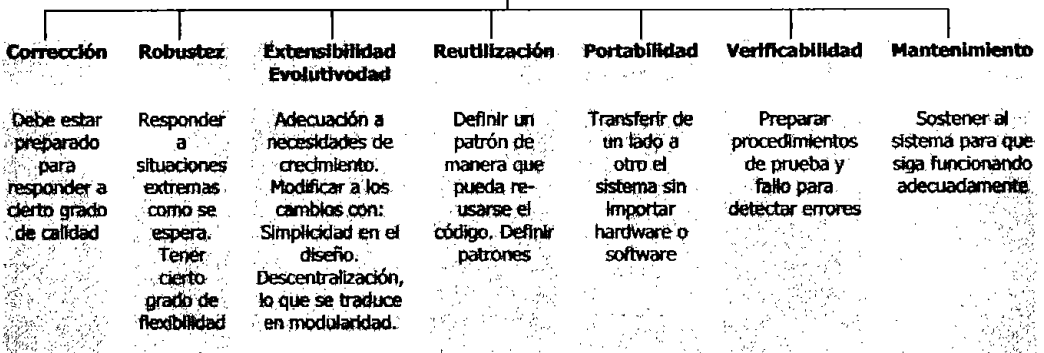 Corrección
Debe estar
preparado
para
responder a
cierto grado
de calidad
Robustez
Responder
a
situaciones
extremas
como se
espera.
Tener
cierto
grado de
flexibilidad
Extensibilidad
Evolutivodad
Adecuación a
necesidades de
crecimiento.
Modificar a los
cambios con:
Simplicidad en el
diseño.
Descentralización,
lo que se traduce
en modularidad.
Reutilización
Definir un
patrón de
manera que
pueda re-
usarse el
código. Definir
patrones
Portabilidad
Transferir de
un lado a
otro el
sistema sin
importar
hardware o
software
Verificabilidad
Preparar
procedimientos
de prueba y
fallo para
detectar errores
Mantenimiento
Sostener al
sistema para que
siga funcionando
adecuadamente